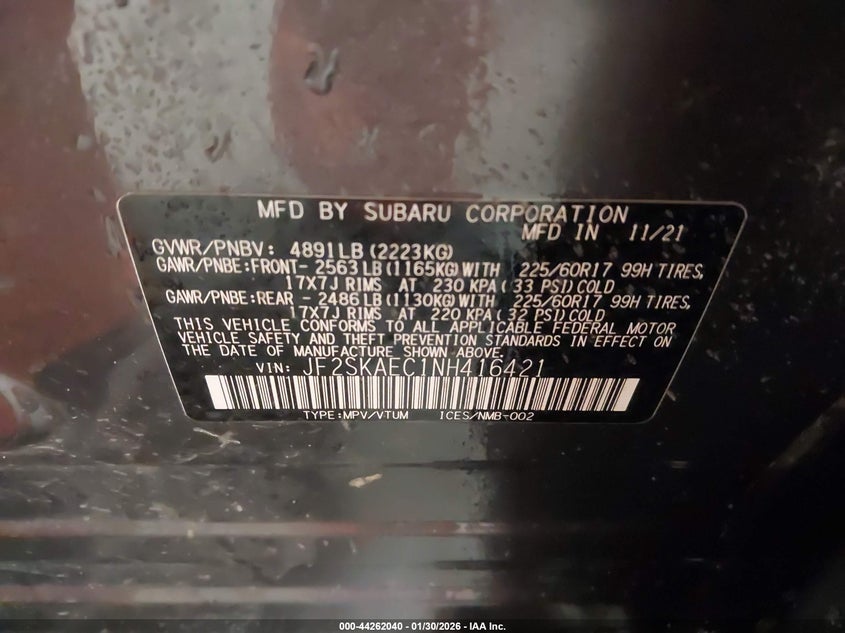 MFD BY SUBARU CORPORATION
MFD IN 11/21
GVWR/PNBV: 4891LB (2223KG)
GAWR/PNBE:FRONT- 2563LB (1165KG) WITH 225/60R17 99H TIRES,
17X7J RIMS AT 230 KPA ( 33 PSI) COLD
GAWR/PNBE:REAR - 2486LB (1130KG) WITH 225/60R17 99H TIRES,
17X7J RIMS AT 220 KPA ( 32 PSI) COLD
THIS VEHICLE CONFORMS TO ALL APPLICABLE FEDERAL MOTOR
VEHICLE SAFETY AND THEFT PREVENTION STANDARDS IN EFFECT ON
THE DATE OF MANUFACTURE SHOWN ABOVE.
VIN: JF2SKAEC1NH416421
TYPE:MPV/VTUM ICES/NMB-002
000-44262040 - 01/30/2026 - IAA Inc.